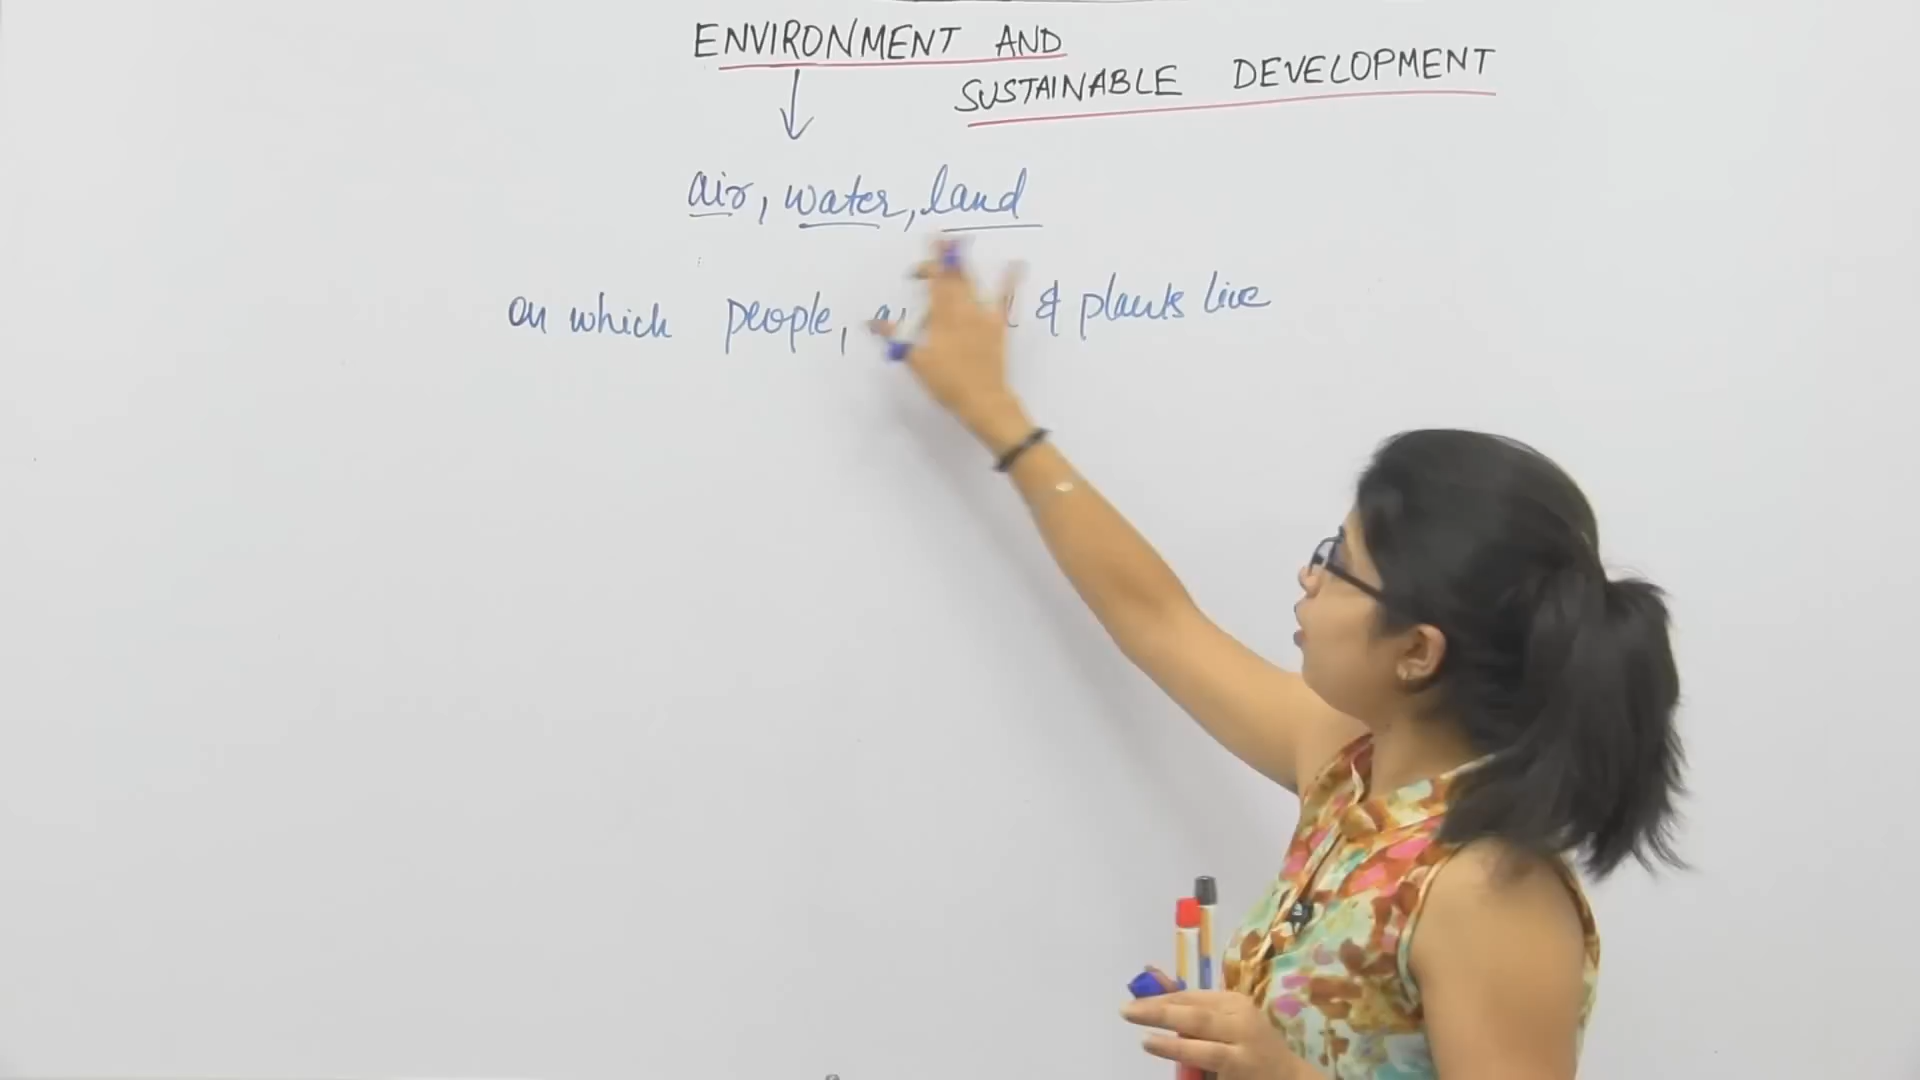 ENVIRONMENT AND
SUSTAINABLE DEVELOPMENT
air, water, land
on which people, & plants live